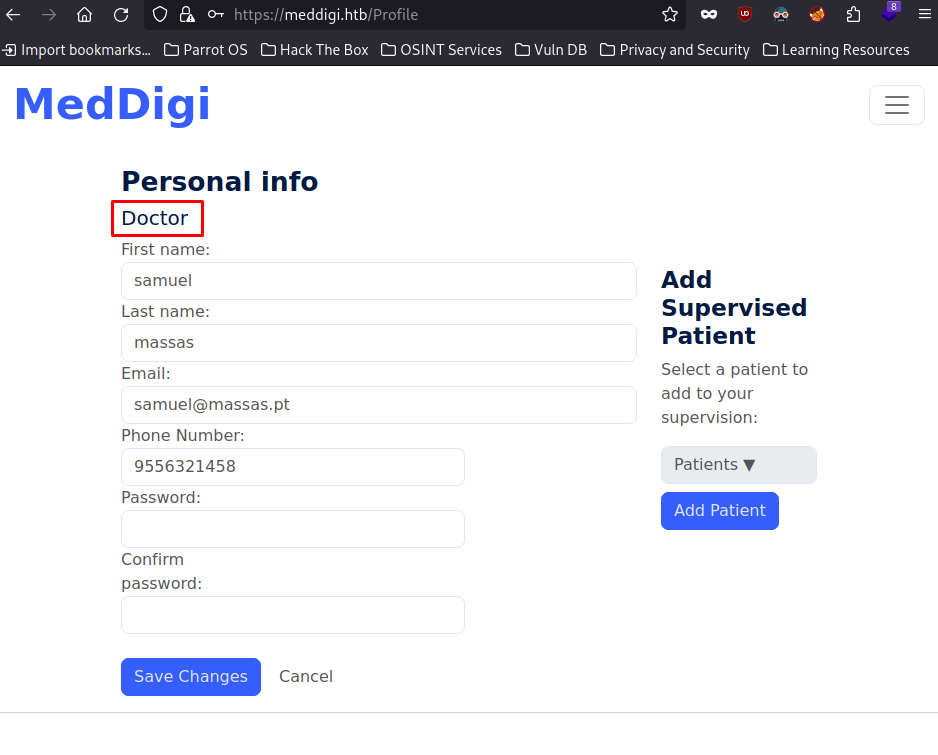 https://meddigi.htb/Profile
8
Import bookmarks... Parrot OS Hack The Box OSINT Services Vuln DB Privacy and Security Learning Resources
MedDigi
Personal info
Doctor
First name:
samuel
Last name:
massas
Email:
samuel@massas.pt
Phone Number:
9556321458
Password:
Confirm
password:
Save Changes Cancel
Add
Supervised
Patient
Select a patient to
add to your
supervision:
Patients ▼
Add Patient